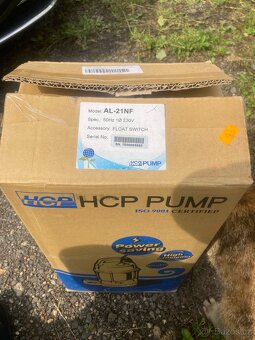 Model: AL-21NF
Spec.: 50Hz 1Ø 230V
Accessory: FLOAT SWITCH
Serial No.:
HCP PUMP
HCP HCP PUMP
ISO-9001 CERTIFIED
Power
saving
High